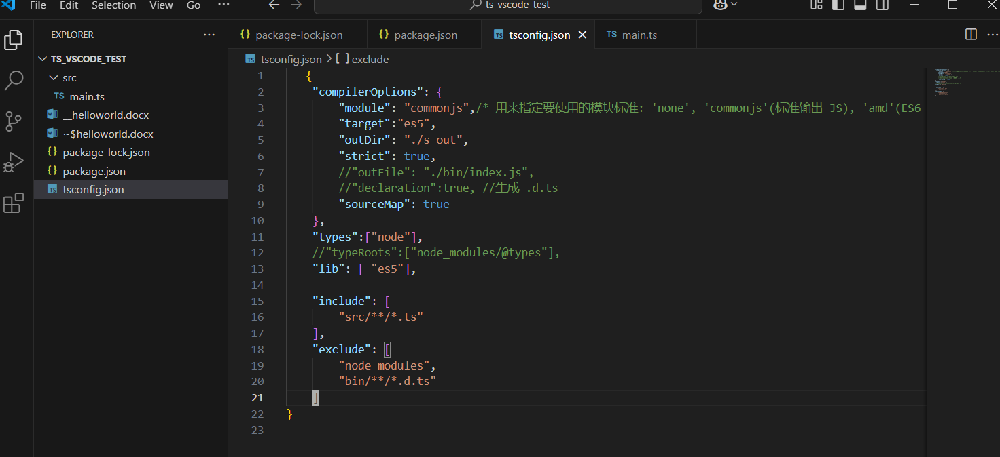 File Edit Selection View Go ··· ts_vscode_test
EXPLORER ···
TS_VSCODE_TEST
src
TS main.ts
__helloworld.docx
~$helloworld.docx
{} package-lock.json
{} package.json
TS tsconfig.json
{} package-lock.json {} package.json TS tsconfig.json TS main.ts ···
TS tsconfig.json > [ ] exclude
1 {
2 "compilerOptions": {
3 "module": "commonjs",/* 用来指定要使用的模块标准: 'none', 'commonjs'(标准输出 JS), 'amd'(ES6
4 "target":"es5",
5 "outDir": "./s_out",
6 "strict": true,
7 //"outFile": "./bin/index.js",
8 //"declaration":true, //生成 .d.ts
9 "sourceMap": true
10 },
11 "types":["node"],
12 //"typeRoots":["node_modules/@types"],
13 "lib": [ "es5"],
14
15 "include": [
16 "src/**/*.ts"
17 ],
18 "exclude": [
19 "node_modules",
20 "bin/**/*.d.ts"
21 ]
22 }
23